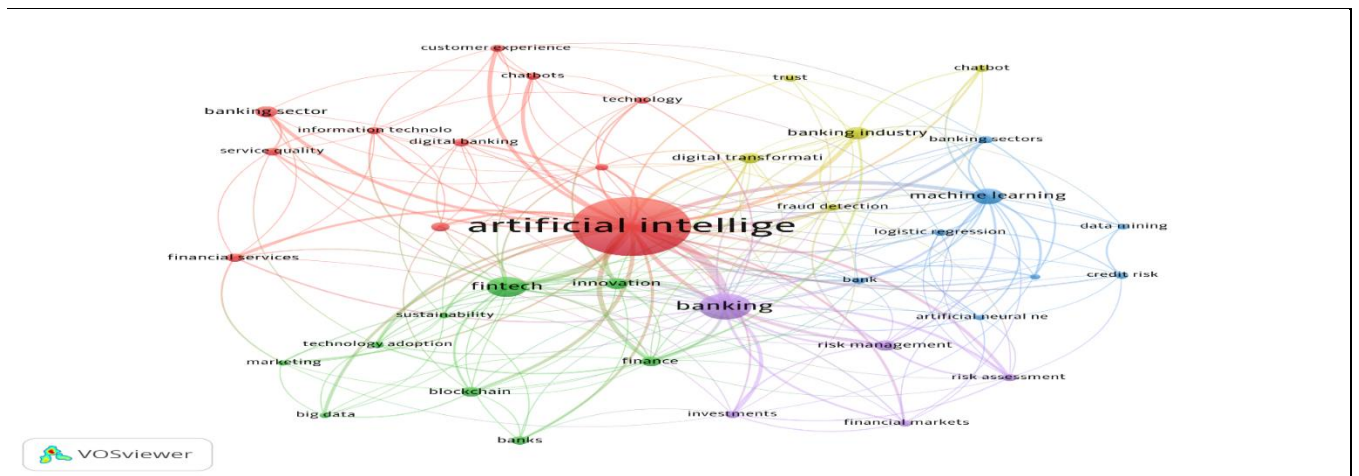 customer experience
chatbots
chatbot
trust
technology
banking sector
information technolo
banking industry
banking sectors
digital banking
service quality
digital transformati
machine learning
fraud detection
artificial intellige
logistic regression
data mining
financial services
credit risk
fintech
innovation
bank
banking
sustainability
artificial neural ne
technology adoption
risk management
marketing
finance
risk assessment
blockchain
big data
investments
financial markets
banks
VOSviewer